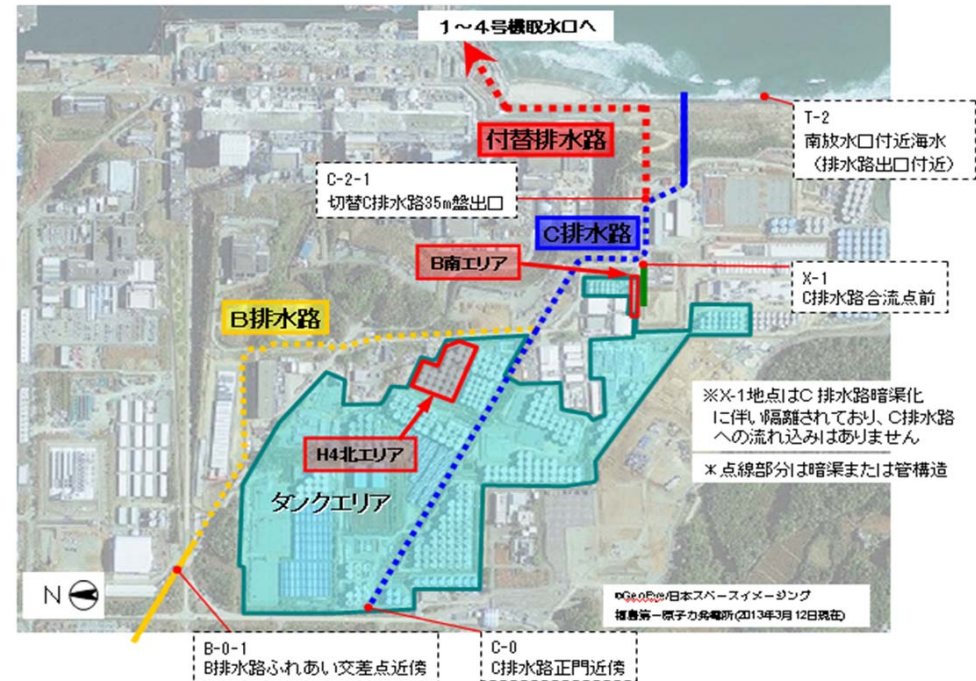 1～4号機取水口へ
T-2
南放水口付近海水
(排水路出口付近)
付替排水路
C-2-1
切替C排水路35m盤出口
C排水路
B南エリア
X-1
C排水路合流点前
B排水路
※X-1地点はC排水路暗渠化
に伴い隔離されており、C排水路
への流れ込みはありません
H4北エリア
＊点線部分は暗渠または管構造
タンクエリア
N
©GeoEye/日本スペースイメージング
福島第一原子力発電所(2013年3月12日現在)
B-0-1
B排水路ふれあい交差点近傍
C-0
C排水路正門近傍